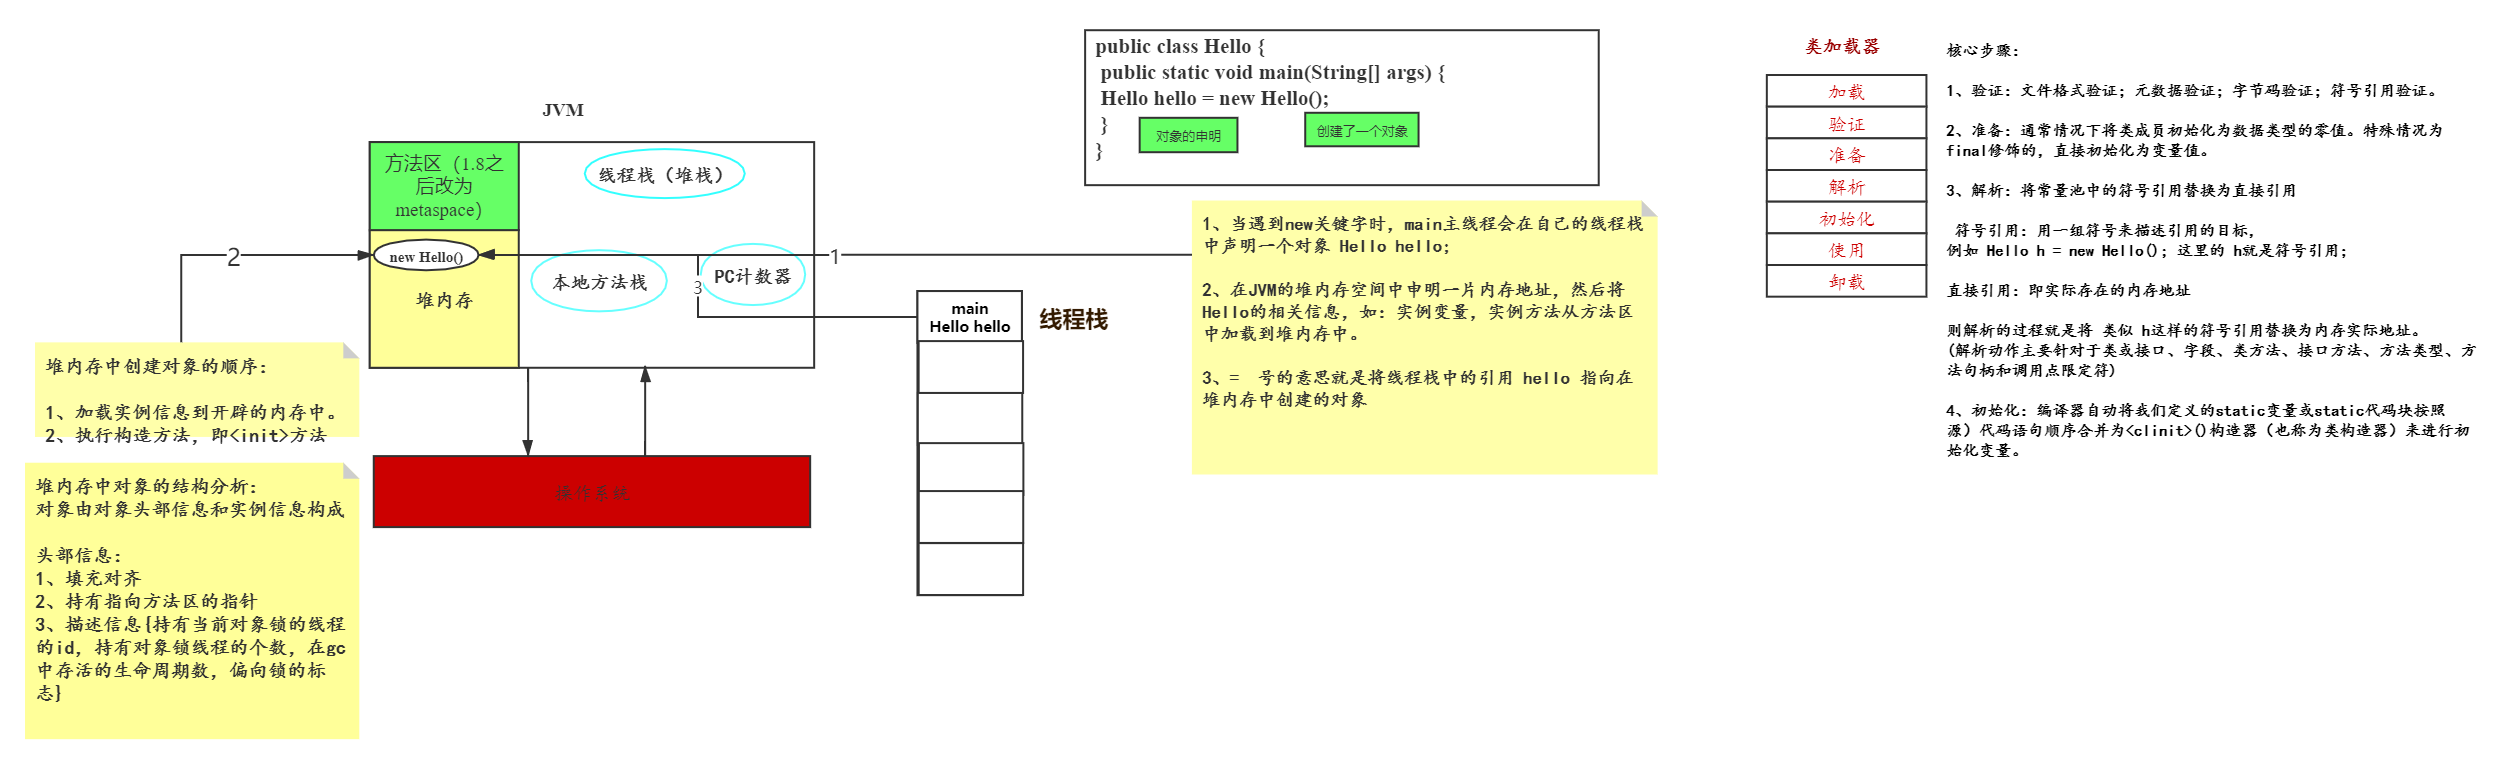 JVM
方法区（1.8之
后改为
metaspace）
线程栈（堆栈）
new Hello()
堆内存
本地方法栈
PC计数器
操作系统
1
2
3
堆内存中创建对象的顺序：
1、加载实例信息到开辟的内存中。
2、执行构造方法，即<init>方法
堆内存中对象的结构分析：
对象由对象头部信息和实例信息构成
头部信息：
1、填充对齐
2、持有指向方法区的指针
3、描述信息{持有当前对象锁的线程
的id，持有对象锁线程的个数，在gc
中存活的生命周期数，偏向锁的标
志}
public class Hello {
public static void main(String[] args) {
Hello hello = new Hello();
}
}
对象的申明
创建了一个对象
1、当遇到new关键字时，main主线程会在自己的线程栈
中声明一个对象 Hello hello;
2、在JVM的堆内存空间中申明一片内存地址，然后将
Hello的相关信息，如：实例变量，实例方法从方法区
中加载到堆内存中。
3、= 号的意思就是将线程栈中的引用 hello 指向在
堆内存中创建的对象
main
Hello hello
线程栈
类加载器
加载
验证
准备
解析
初始化
使用
卸载
核心步骤：
1、验证：文件格式验证；元数据验证；字节码验证；符号引用验证。
2、准备：通常情况下将类成员初始化为数据类型的零值。特殊情况为
final修饰的，直接初始化为变量值。
3、解析：将常量池中的符号引用替换为直接引用
符号引用：用一组符号来描述引用的目标，
例如 Hello h = new Hello()；这里的 h就是符号引用；
直接引用：即实际存在的内存地址
则解析的过程就是将 类似 h这样的符号引用替换为内存实际地址。
(解析动作主要针对于类或接口、字段、类方法、接口方法、方法类型、方
法句柄和调用点限定符)
4、初始化：编译器自动将我们定义的static变量或static代码块按照
源）代码语句顺序合并为<clinit>()构造器（也称为类构造器）来进行初
始化变量。